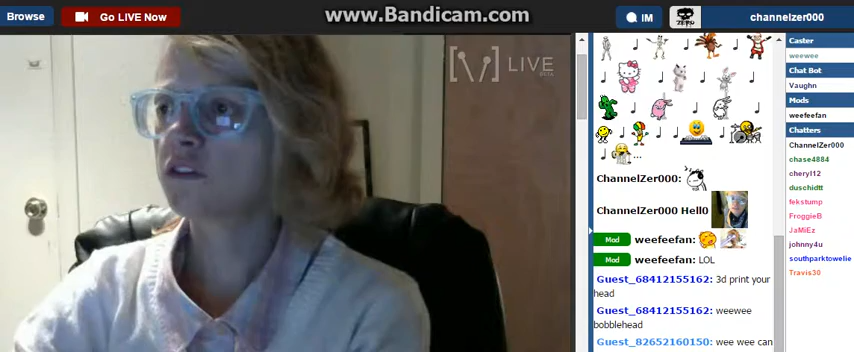 www.Bandicam.com
Browse
Go LIVE Now
IM
ZERO
channelzer000
LIVE
BETA
ChannelZer000:
ChannelZer000 Hell0
Mod weefeefan:
Mod weefeefan: LOL
Guest_68412155162: 3d print your
head
Guest_68412155162: weewee
bobblehead
Guest_82652160150: wee wee can
Caster
weewee
Chat Bot
Vaughn
Mods
weefeefan
Chatters
ChannelZer000
chase4884
cheryl12
duschidtt
fekstump
FroggieB
JaMiEz
johnny4u
southparktowelie
Travis30